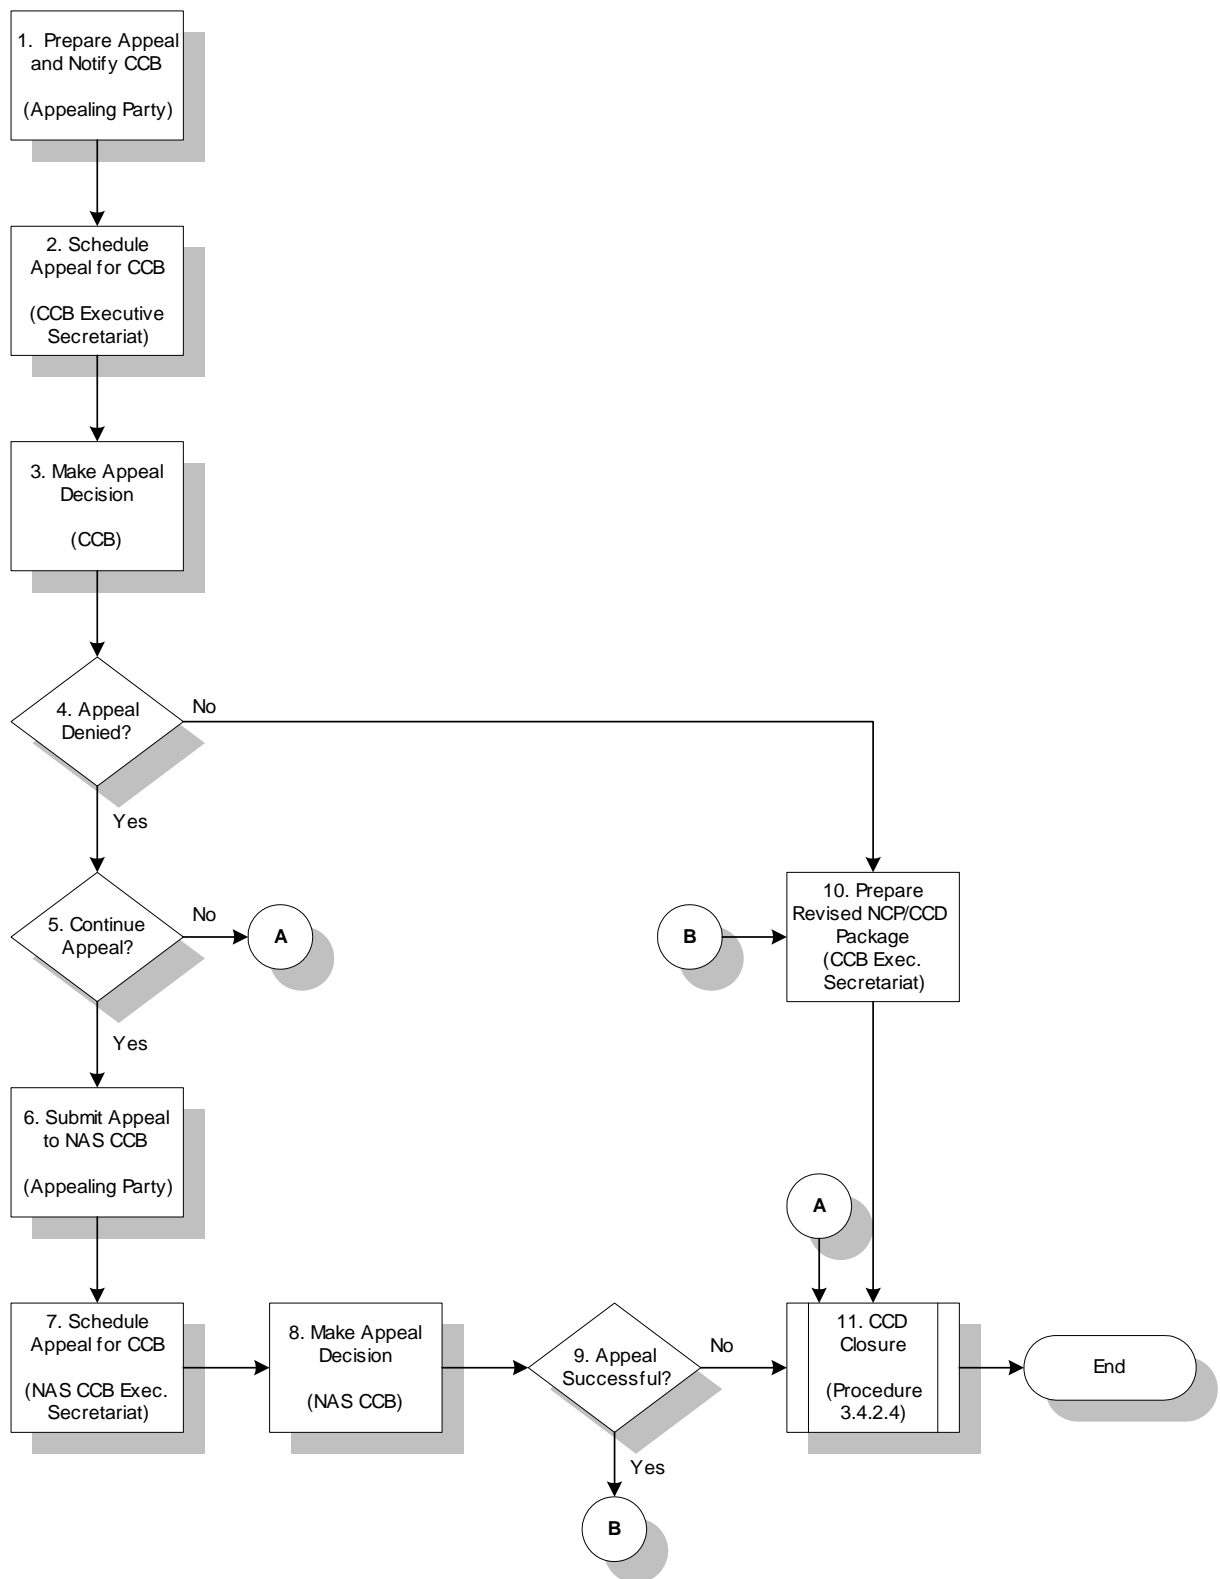 1. Prepare Appeal
and Notify CCB
(Appealing Party)
2. Schedule
Appeal for CCB
(CCB Executive
Secretariat)
3. Make Appeal
Decision
(CCB)
4. Appeal
Denied?
No
Yes
5. Continue
Appeal?
No
A
Yes
B
10. Prepare
Revised NCP/CCD
Package
(CCB Exec.
Secretariat)
6. Submit Appeal
to NAS CCB
(Appealing Party)
A
7. Schedule
Appeal for CCB
(NAS CCB Exec.
Secretariat)
8. Make Appeal
Decision
(NAS CCB)
9. Appeal
Successful?
No
Yes
B
11. CCD
Closure
(Procedure
3.4.2.4)
End